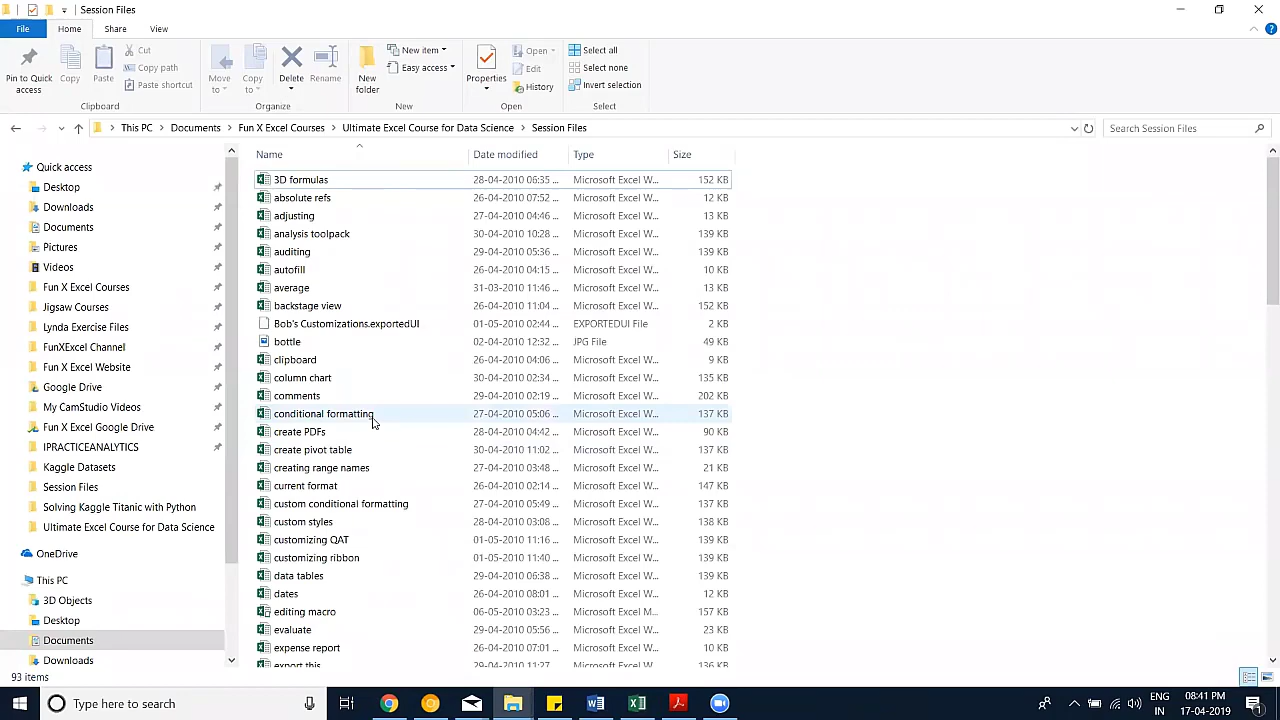 Session Files
File Home Share View
Pin to Quick access
Copy
Paste
Cut
Copy path
Paste shortcut
Clipboard
Move to
Copy to
Delete
Rename
Organize
New folder
New item
Easy access
New
Properties
Open
Edit
History
Open
Select all
Select none
Invert selection
Select
This PC > Documents > Fun X Excel Courses > Ultimate Excel Course for Data Science > Session Files
Search Session Files
Quick access
Desktop
Downloads
Documents
Pictures
Videos
Fun X Excel Courses
Jigsaw Courses
Lynda Exercise Files
FunXExcel Channel
Fun X Excel Website
Google Drive
My CamStudio Videos
Fun X Excel Google Drive
IPRACTICEANALYTICS
Kaggle Datasets
Session Files
Solving Kaggle Titanic with Python
Ultimate Excel Course for Data Science
OneDrive
This PC
3D Objects
Desktop
Documents
Downloads
Name Date modified Type Size
3D formulas 28-04-2010 06:35 ... Microsoft Excel W... 152 KB
absolute refs 26-04-2010 07:52 ... Microsoft Excel W... 12 KB
adjusting 27-04-2010 04:46 ... Microsoft Excel W... 13 KB
analysis toolpack 30-04-2010 10:28 ... Microsoft Excel W... 139 KB
auditing 29-04-2010 05:36 ... Microsoft Excel W... 139 KB
autofill 26-04-2010 04:15 ... Microsoft Excel W... 10 KB
average 31-03-2010 11:46 ... Microsoft Excel W... 13 KB
backstage view 26-04-2010 11:04 ... Microsoft Excel W... 152 KB
Bob's Customizations.exportedUI 01-05-2010 02:44 ... EXPORTEDUI File 2 KB
bottle 02-04-2010 12:32 ... JPG File 49 KB
clipboard 26-04-2010 04:06 ... Microsoft Excel W... 9 KB
column chart 30-04-2010 02:34 ... Microsoft Excel W... 135 KB
comments 29-04-2010 02:19 ... Microsoft Excel W... 202 KB
conditional formatting 27-04-2010 05:06 ... Microsoft Excel W... 137 KB
create PDFs 28-04-2010 04:42 ... Microsoft Excel W... 90 KB
create pivot table 30-04-2010 11:02 ... Microsoft Excel W... 137 KB
creating range names 27-04-2010 03:48 ... Microsoft Excel W... 21 KB
current format 26-04-2010 02:14 ... Microsoft Excel W... 147 KB
custom conditional formatting 27-04-2010 05:49 ... Microsoft Excel W... 137 KB
custom styles 28-04-2010 03:08 ... Microsoft Excel W... 138 KB
customizing QAT 01-05-2010 11:16 ... Microsoft Excel W... 139 KB
customizing ribbon 01-05-2010 11:40 ... Microsoft Excel W... 139 KB
data tables 29-04-2010 06:38 ... Microsoft Excel W... 139 KB
dates 26-04-2010 08:01 ... Microsoft Excel W... 12 KB
editing macro 06-05-2010 03:23 ... Microsoft Excel M... 157 KB
evaluate 29-04-2010 05:56 ... Microsoft Excel W... 23 KB
expense report 26-04-2010 07:01 ... Microsoft Excel W... 10 KB
export this 29-04-2010 11:27 ... Microsoft Excel W... 136 KB
93 items
Type here to search
ENG 08:41 PM
IN 17-04-2019